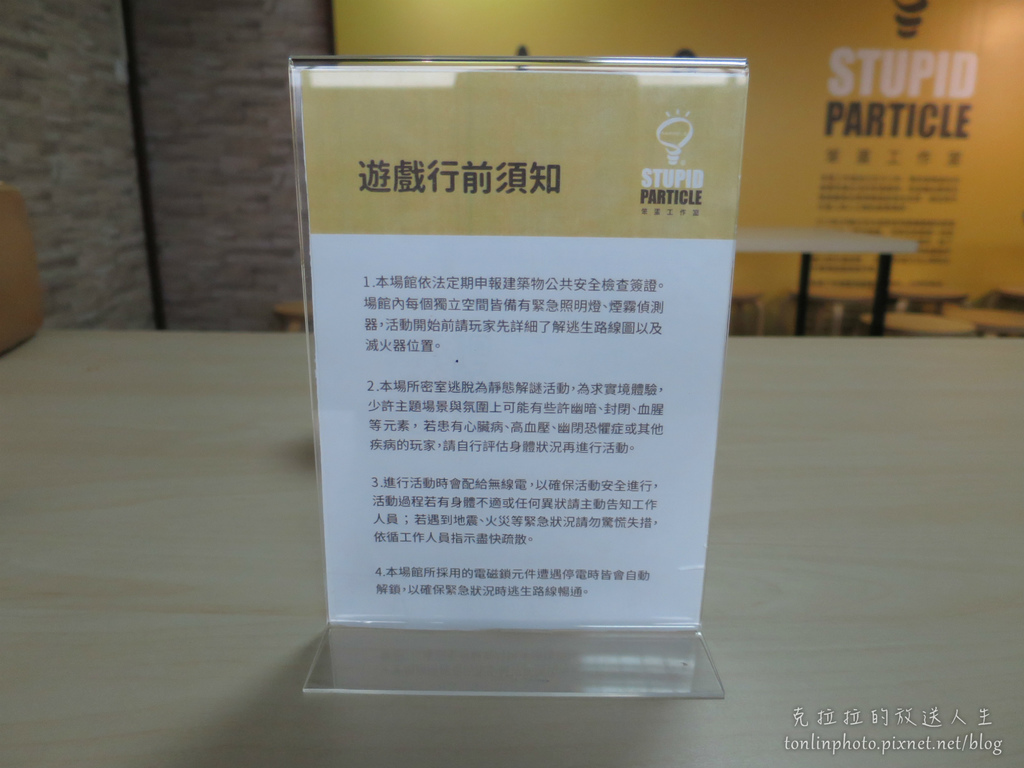 STUPID
PARTICLE
笨蛋工作室
遊戲行前須知
STUPID
PARTICLE
笨蛋工作室
1.本場館依法定期申報建築物公共安全檢查簽證。
場館內每個獨立空間皆備有緊急照明燈、煙霧偵測
器,活動開始前請玩家先詳細了解逃生路線圖以及
滅火器位置。
2.本場所密室逃脫為靜態解謎活動,為求實境體驗,
少許主題場景與氛圍上可能有些許幽暗、封閉、血腥
等元素,若患有心臟病、高血壓、幽閉恐懼症或其他
疾病的玩家,請自行評估身體狀況再進行活動。
3.進行活動時會配給無線電,以確保活動安全進行,
活動過程若有身體不適或任何異狀請主動告知工作
人員;若遇到地震、火災等緊急狀況請勿驚慌失措,
依循工作人員指示盡快疏散。
4.本場館所採用的電磁鎖元件遭遇停電時皆會自動
解鎖,以確保緊急狀況時逃生路線暢通。
克拉拉的放送人生
tonlinphoto.pixnet.net/blog